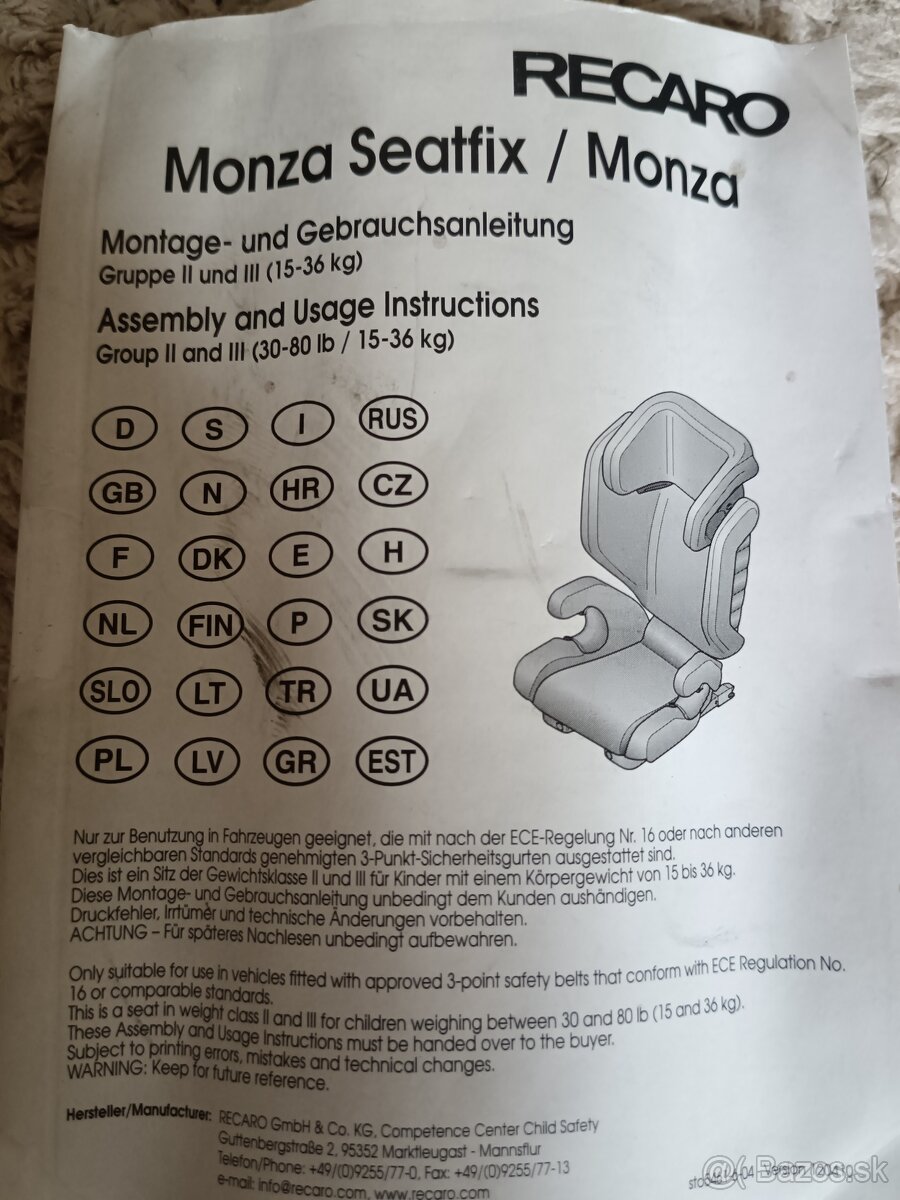 RECARO
Monza Seatfix / Monza
Montage- und Gebrauchsanleitung
Gruppe II und III (15-36 kg)
Assembly and Usage Instructions
Group II and III (30-80 lb / 15-36 kg)
D S I RUS
GB N HR CZ
F DK E H
NL FIN P SK
SLO LT TR UA
PL LV GR EST
Nur zur Benutzung in Fahrzeugen geeignet, die mit nach der ECE-Regelung Nr. 16 oder nach anderen
vergleichbaren Standards genehmigten 3-Punkt-Sicherheitsgurten ausgestattet sind.
Dies ist ein Sitz der Gewichtsklasse II und III für Kinder mit einem Körpergewicht von 15 bis 36 kg.
Diese Montage- und Gebrauchsanleitung unbedingt dem Kunden aushändigen.
Druckfehler, Irrtümer und technische Änderungen vorbehalten.
ACHTUNG – Für späteres Nachlesen unbedingt aufbewahren.
Only suitable for use in vehicles fitted with approved 3-point safety belts that conform with ECE Regulation No.
16 or comparable standards.
This is a seat in weight class II and III for children weighing between 30 and 80 lb (15 and 36 kg).
These Assembly and Usage Instructions must be handed over to the buyer.
Subject to printing errors, mistakes and technical changes.
WARNING: Keep for future reference.
Hersteller/Manufacturer: RECARO GmbH & Co. KG, Competence Center Child Safety
Guttenbergstraße 2, 95352 Marktleugast - Mannsflur
Telefon/Phone: +49/(0)9255/77-0, Fax: +49/(0)9255/77-13
e-mail: info@recaro.com, www.recaro.com
Version
Bazos.sk